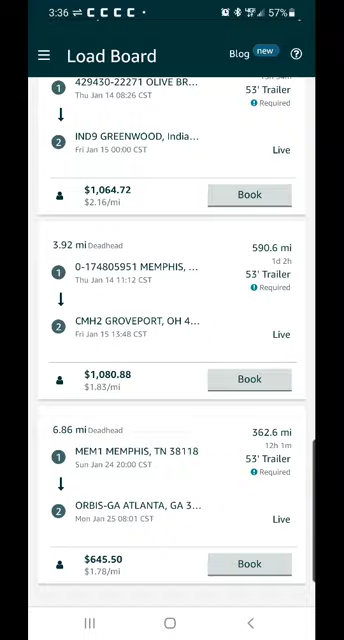 3:36 57%
Load Board Blog new
429430-22271 OLIVE BR...
1 Thu Jan 14 08:26 CST
53' Trailer
Required
2 IND9 GREENWOOD, India...
Fri Jan 15 00:00 CST Live
$1,064.72
$2.16/mi Book
3.92 mi Deadhead 590.6 mi
1d 2h
1 0-174805951 MEMPHIS, ...
Thu Jan 14 11:12 CST 53' Trailer
Required
2 CMH2 GROVEPORT, OH 4...
Fri Jan 15 13:48 CST Live
$1,080.88
$1.83/mi Book
6.86 mi Deadhead 362.6 mi
12h 1m
1 MEM1 MEMPHIS, TN 38118
Sun Jan 24 20:00 CST 53' Trailer
Required
2 ORBIS-GA ATLANTA, GA 3...
Mon Jan 25 08:01 CST Live
$645.50
$1.78/mi Book